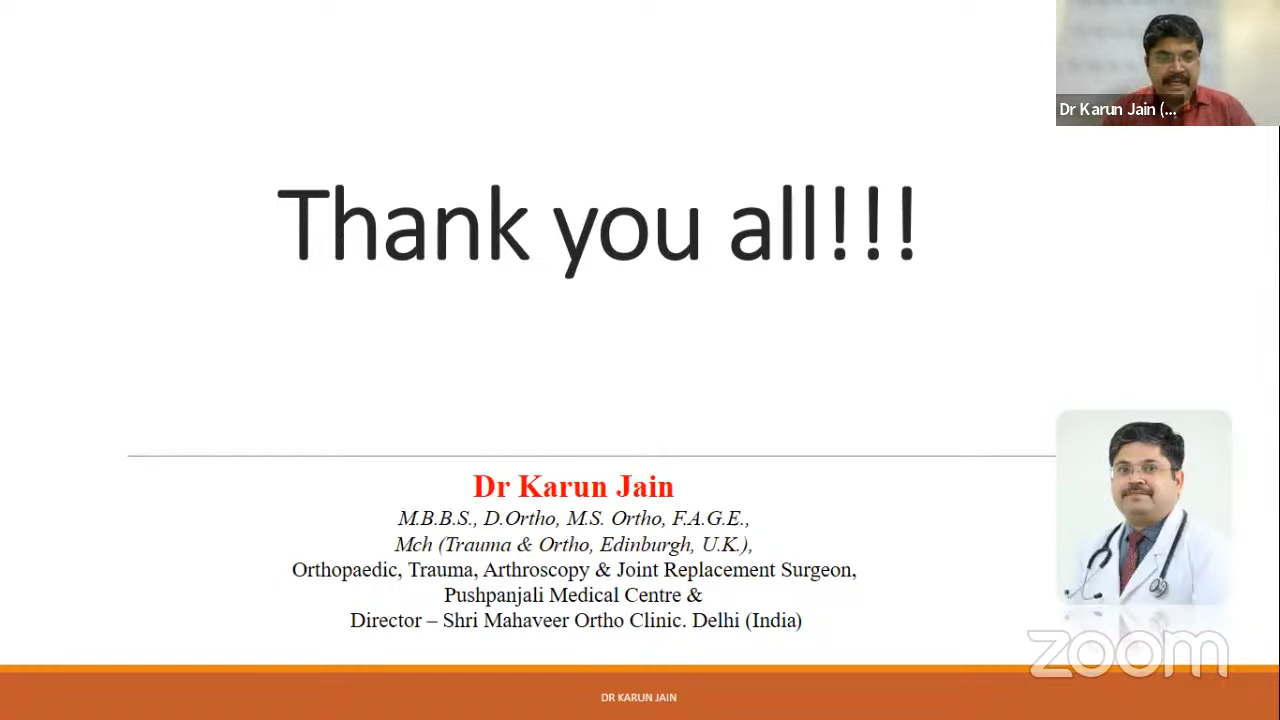 Dr Karun Jain (...
Thank you all!!!
Dr Karun Jain
M.B.B.S., D.Ortho, M.S. Ortho, F.A.G.E.,
Mch (Trauma & Ortho, Edinburgh, U.K.),
Orthopaedic, Trauma, Arthroscopy & Joint Replacement Surgeon,
Pushpanjali Medical Centre &
Director – Shri Mahaveer Ortho Clinic. Delhi (India)
zoom
DR KARUN JAIN